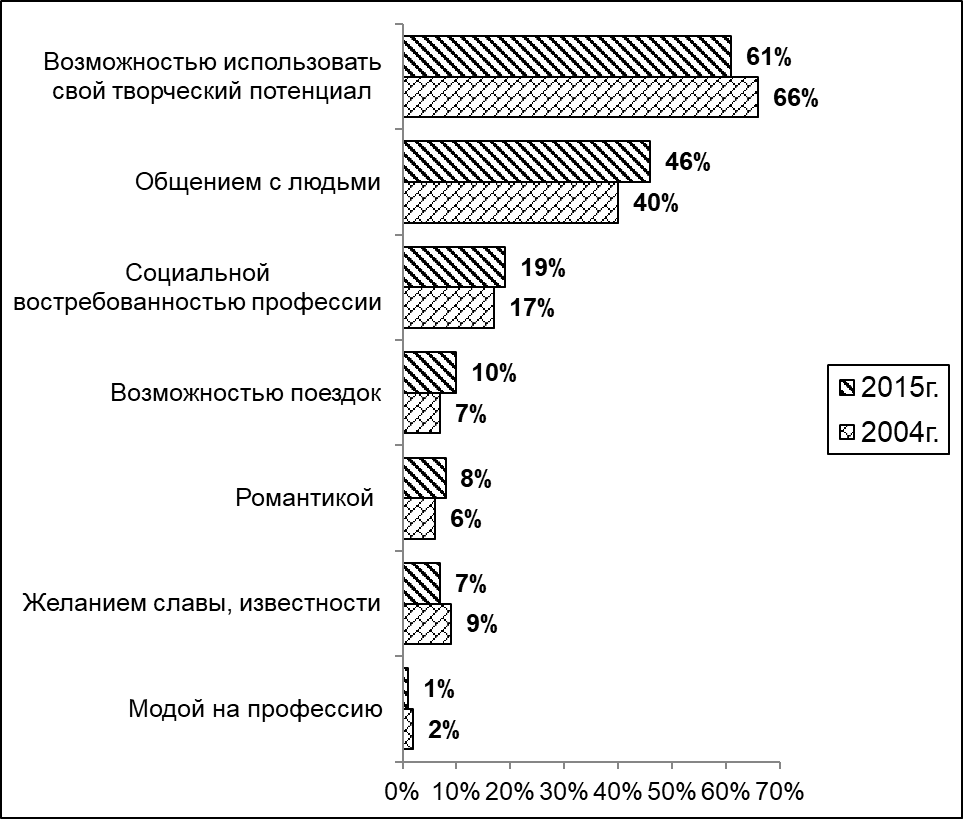 Возможностью использовать
свой творческий потенциал
61%
66%
Общением с людьми
46%
40%
Социальной
востребованностью профессии
19%
17%
Возможностью поездок
10%
7%
Романтикой
8%
6%
Желанием славы, известности
7%
9%
Модой на профессию
1%
2%
2015г.
2004г.
0% 10% 20% 30% 40% 50% 60% 70%